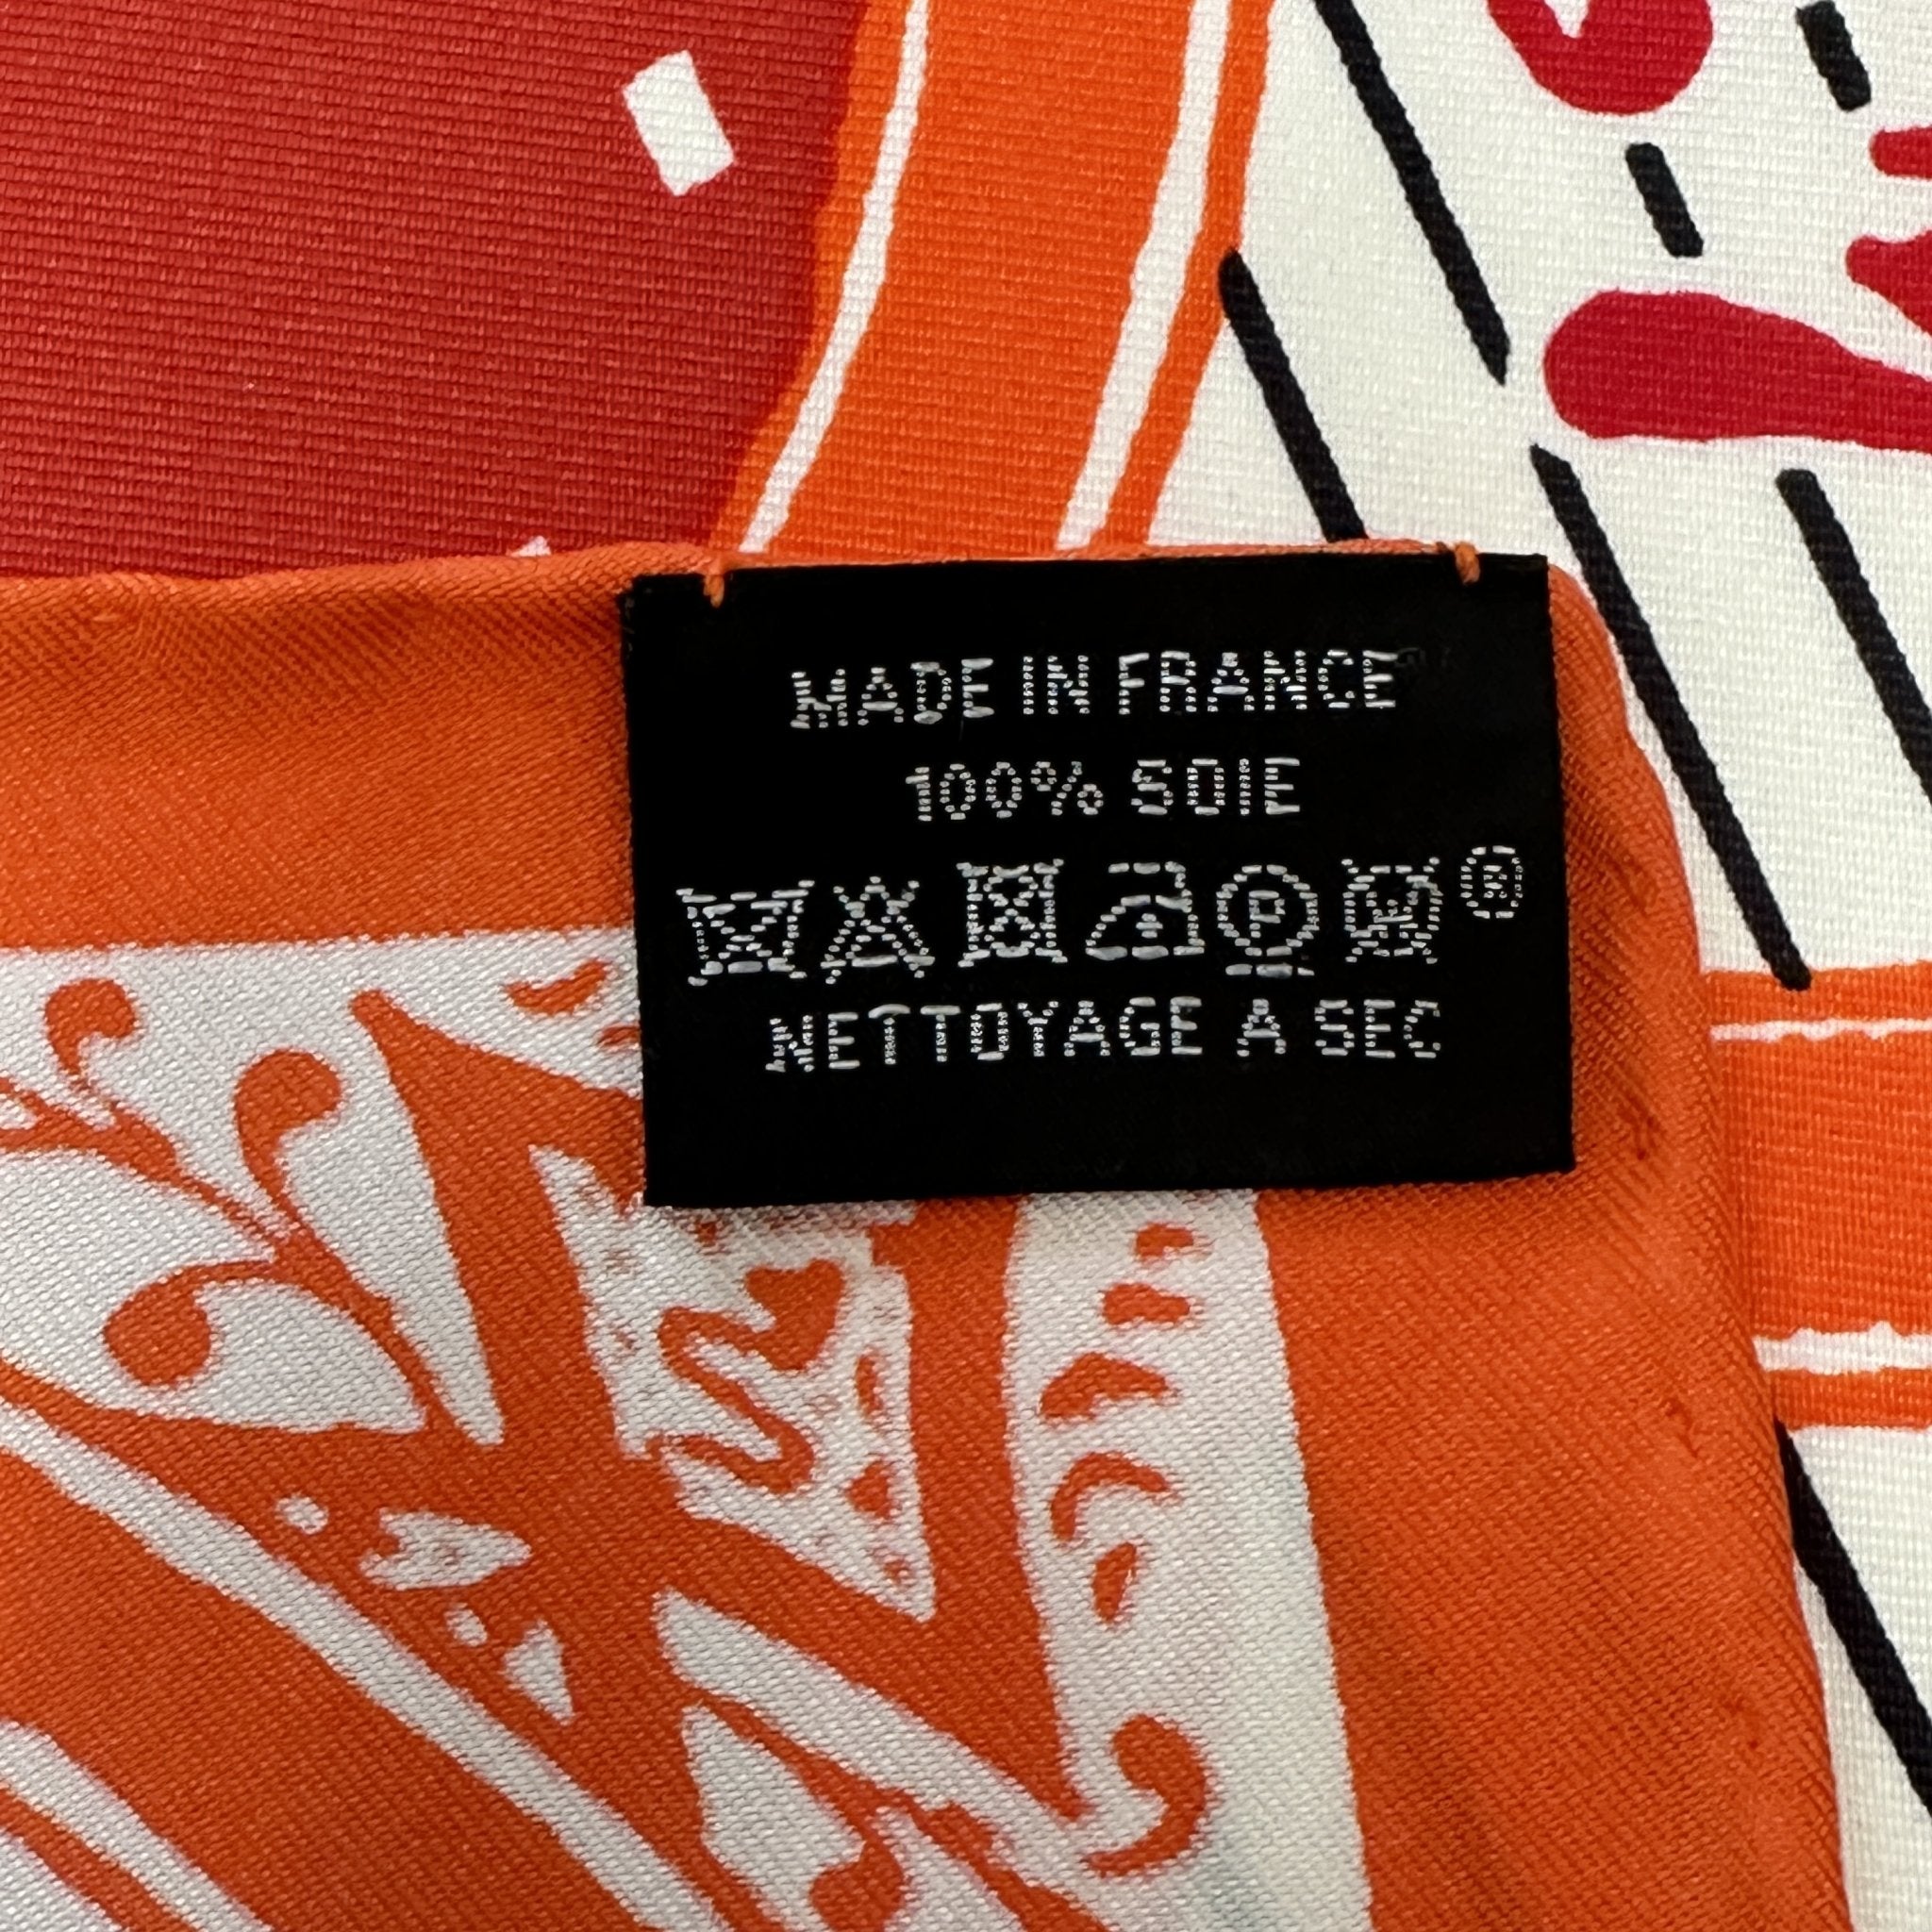 MADE IN FRANCE
100% SOIE
P W ®
NETTOYAGE A SEC